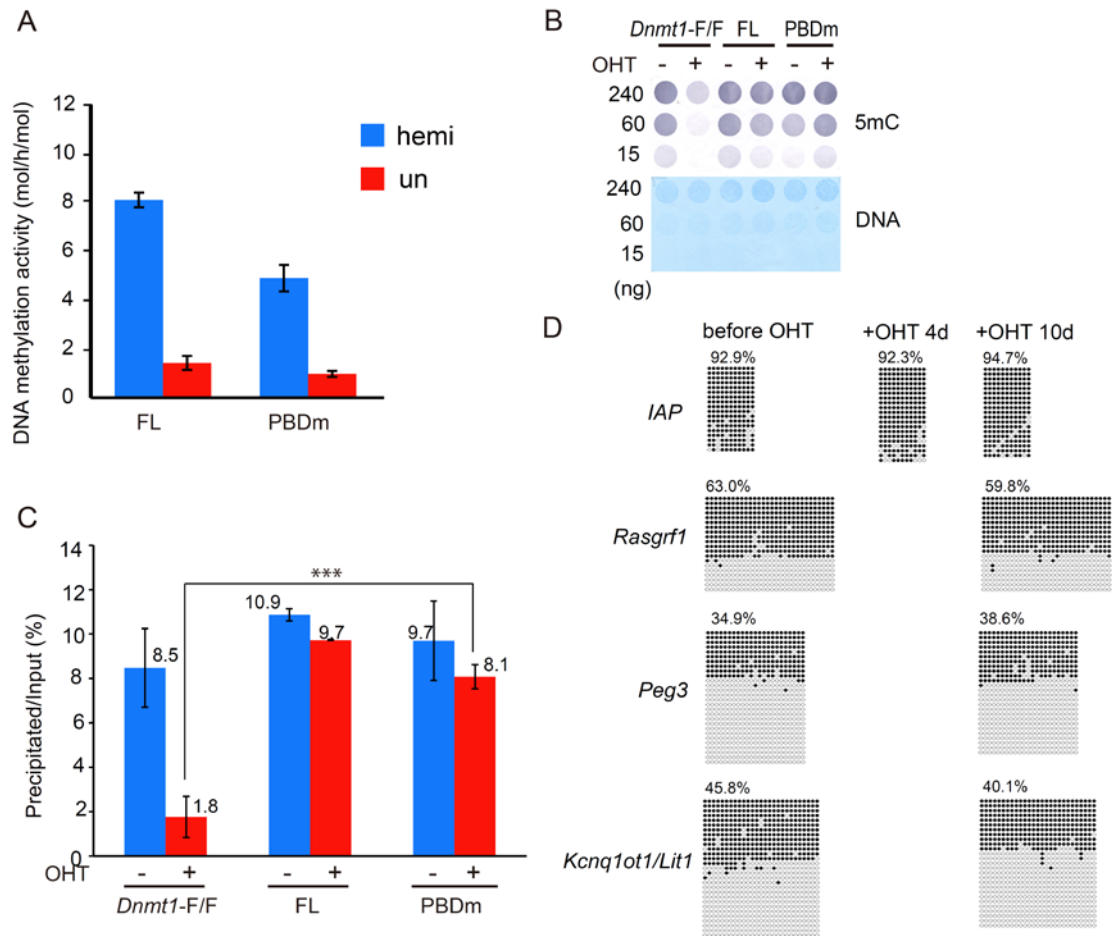 A
DNA methylation activity (mol/h/mol)
12
10
8
6
4
2
0
hemi
un
FL
PBDm
B
Dnmt1-F/F FL PBDm
OHT - + - + - +
240
60
15
5mC
240
60
15
DNA
(ng)
C
Precipitated/Input (%)
14
12
10
8
6
4
2
0
***
8.5
1.8
10.9
9.7
9.7
8.1
OHT - + - + - +
Dnmt1-F/F FL PBDm
D
before OHT +OHT 4d +OHT 10d
92.9% 92.3% 94.7%
IAP
63.0% 59.8%
Rasgrf1
34.9% 38.6%
Peg3
45.8% 40.1%
Kcnq1ot1/Lit1